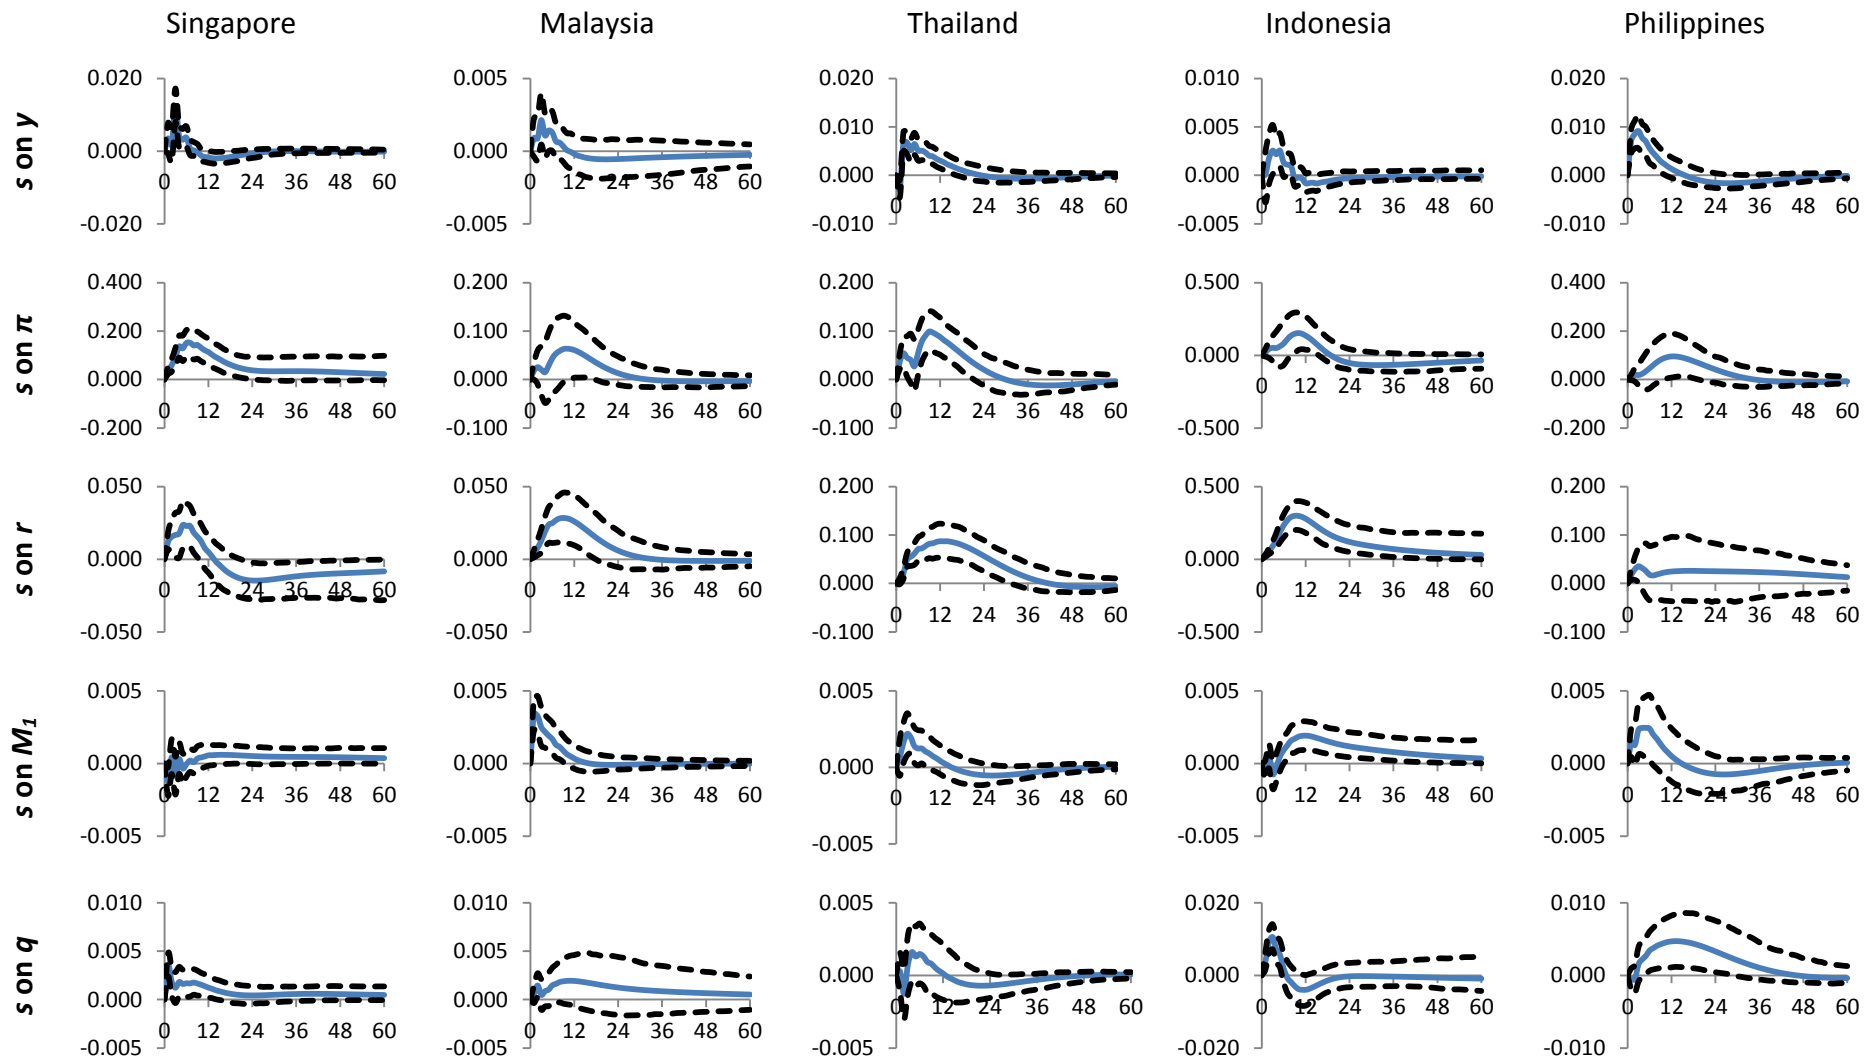 Singapore Malaysia Thailand Indonesia Philippines
s on y
0.020 0.005 0.020 0.010 0.020
0.010 0.005 0.010
0.000 0.000 0.000 0.000 0.000
0 12 24 36 48 60 0 12 24 36 48 60 0 12 24 36 48 60 0 12 24 36 48 60 0 12 24 36 48 60
-0.020 -0.005 -0.010 -0.005 -0.010
s on π
0.400 0.200 0.200 0.500 0.400
0.200 0.100 0.100 0.200
0.000 0.000 0.000 0.000 0.000
0 12 24 36 48 60 0 12 24 36 48 60 0 12 24 36 48 60 0 12 24 36 48 60 0 12 24 36 48 60
-0.200 -0.100 -0.100 -0.500 -0.200
s on r
0.050 0.050 0.200 0.500 0.200
0.100 0.100
0.000 0.000 0.000 0.000 0.000
0 12 24 36 48 60 0 12 24 36 48 60 0 12 24 36 48 60 0 12 24 36 48 60 0 12 24 36 48 60
-0.050 -0.050 -0.100 -0.500 -0.100
s on M1
0.005 0.005 0.005 0.005 0.005
0.000 0.000 0.000 0.000 0.000
0 12 24 36 48 60 0 12 24 36 48 60 0 12 24 36 48 60 0 12 24 36 48 60 0 12 24 36 48 60
-0.005 -0.005 -0.005 -0.005 -0.005
s on q
0.010 0.010 0.005 0.020 0.010
0.005 0.005
0.000 0.000 0.000 0.000 0.000
0 12 24 36 48 60 0 12 24 36 48 60 0 12 24 36 48 60 0 12 24 36 48 60 0 12 24 36 48 60
-0.005 -0.005 -0.005 -0.020 -0.010